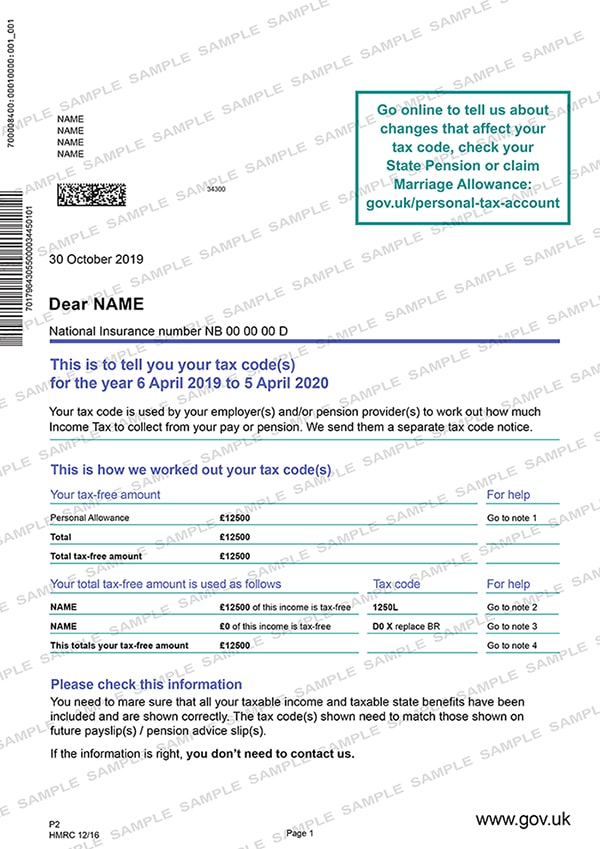 700008400:00010000:001_001
Go online to tell us about
changes that affect your
tax code, check your
State Pension or claim
Marriage Allowance:
gov.uk/personal-tax-account
NAME
NAME
NAME
NAME
34300
701796430550000034450101
30 October 2019
Dear NAME
National Insurance number NB 00 00 00 D
This is to tell you your tax code(s)
for the year 6 April 2019 to 5 April 2020
Your tax code is used by your employer(s) and/or pension provider(s) to work out how much
Income Tax to collect from your pay or pension. We send them a separate tax code notice.
This is how we worked out your tax code(s)
Your tax-free amount For help
Personal Allowance £12500 Go to note 1
Total £12500
Total tax-free amount £12500
Your total tax-free amount is used as follows Tax code For help
NAME £12500 of this income is tax-free 1250L Go to note 2
NAME £0 of this income is tax-free D0 X replace BR Go to note 3
This totals your tax-free amount £12500 Go to note 4
Please check this information
You need to mare sure that all your taxable income and taxable state benefits have been
included and are shown correctly. The tax code(s) shown need to match those shown on
future payslip(s) / pension advice slip(s).
If the information is right, you don't need to contact us.
P2
HMRC 12/16
Page 1
www.gov.uk
SAMPLE